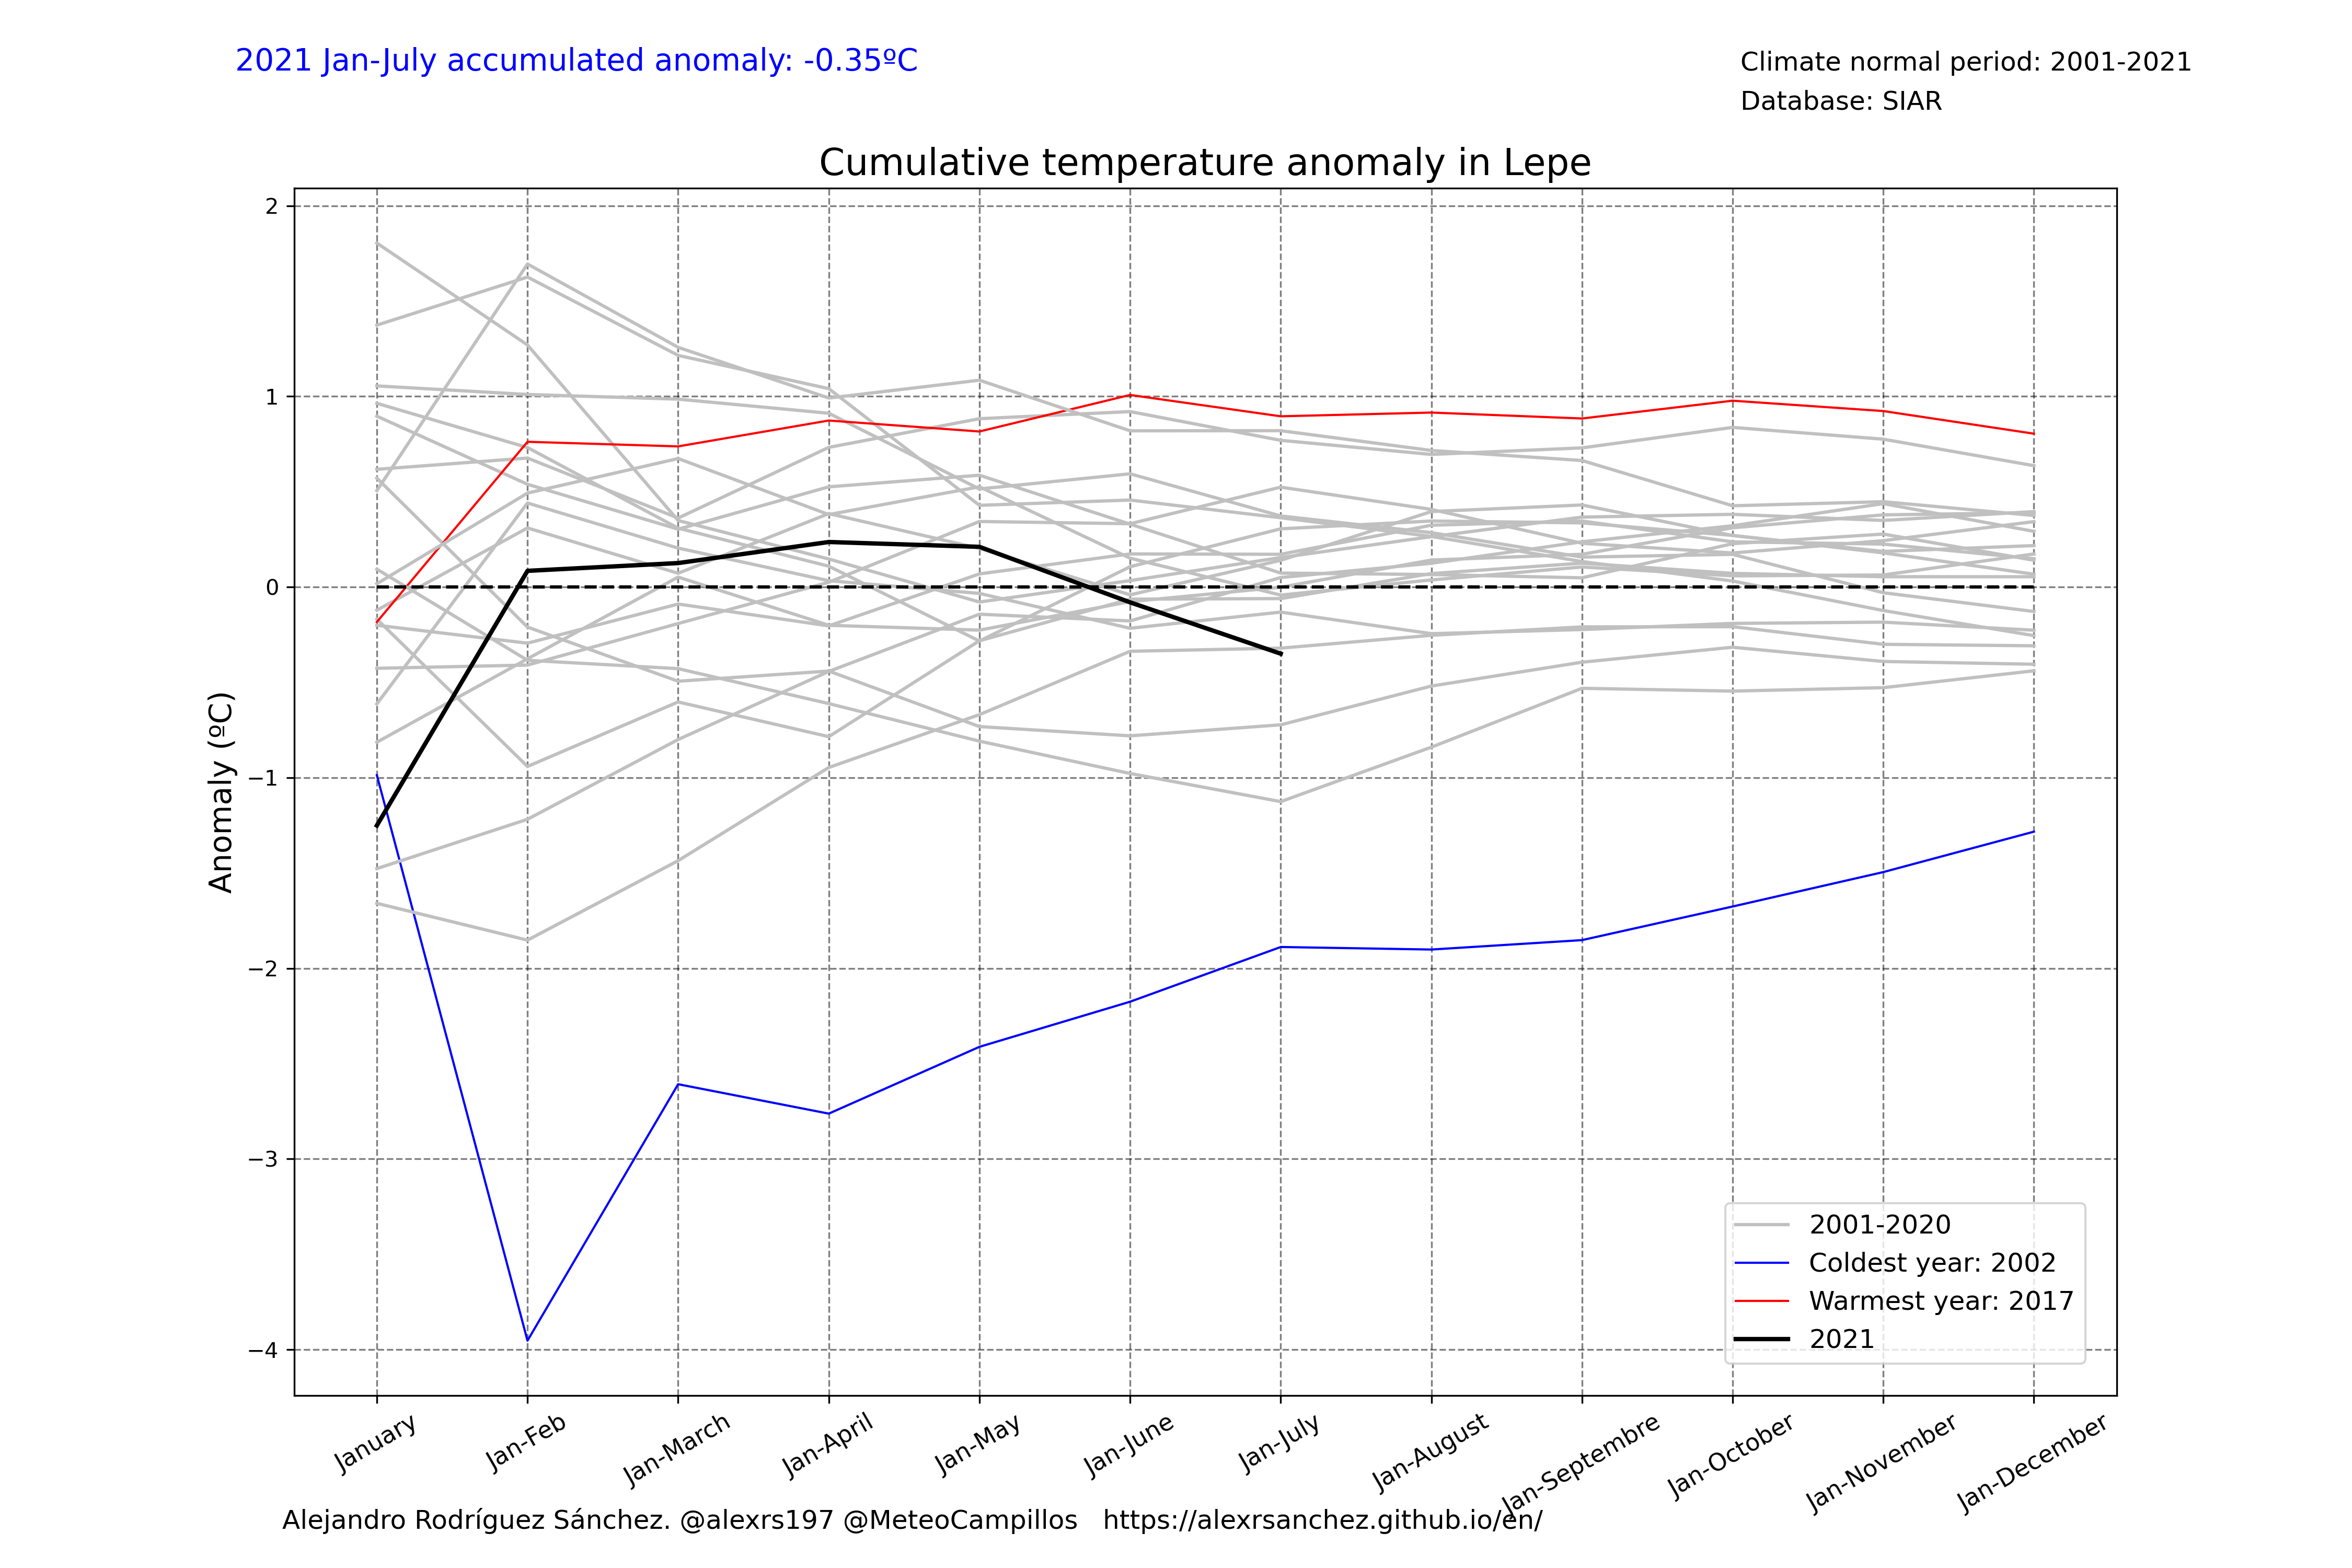 2021 Jan-July accumulated anomaly: -0.35ºC
Climate normal period: 2001-2021
Database: SIAR
Cumulative temperature anomaly in Lepe
Anomaly (ºC)
2
1
0
−1
−2
−3
−4
2001-2020
Coldest year: 2002
Warmest year: 2017
2021
January
Jan-Feb
Jan-March
Jan-April
Jan-May
Jan-June
Jan-July
Jan-August
Jan-Septembre
Jan-October
Jan-November
Jan-December
Alejandro Rodríguez Sánchez. @alexrs197 @MeteoCampillos   https://alexrsanchez.github.io/en/